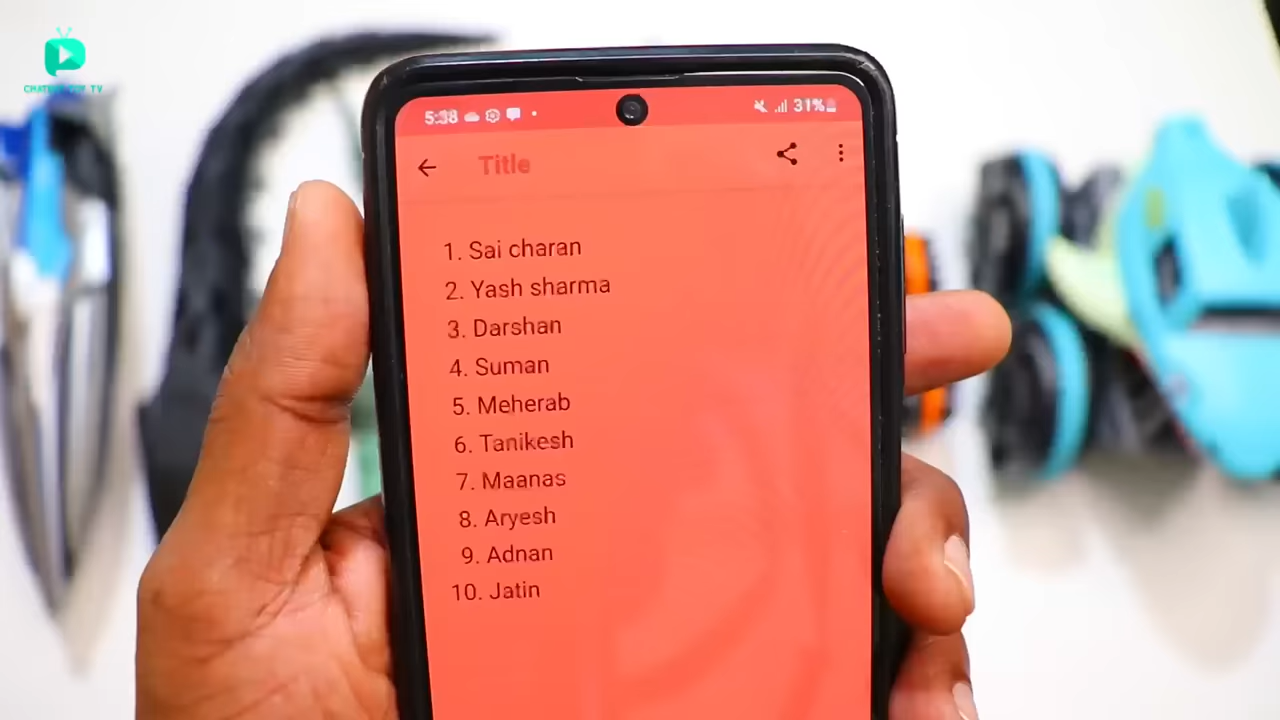 5:38 31%
Title
1. Sai charan
2. Yash sharma
3. Darshan
4. Suman
5. Meherab
6. Tanikesh
7. Maanas
8. Aryesh
9. Adnan
10. Jatin
TV